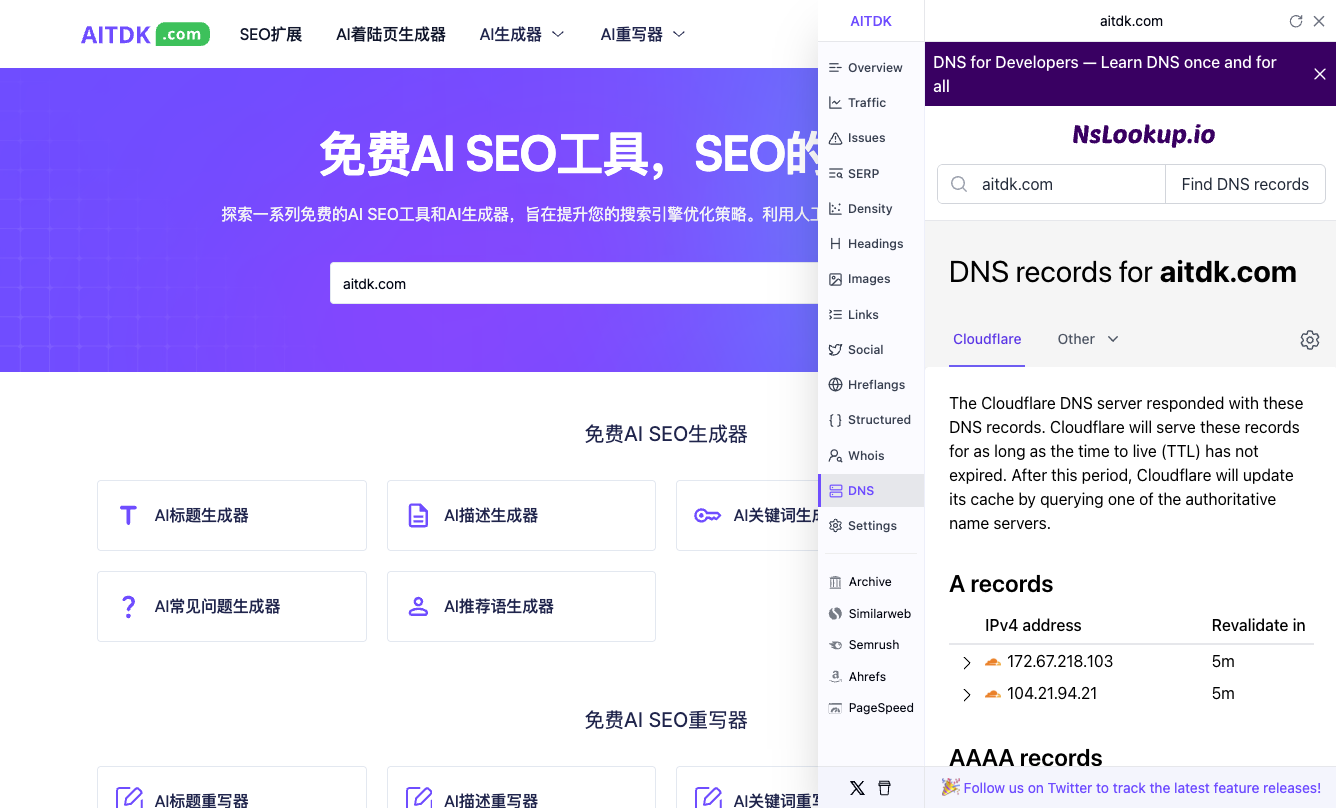 AITDK .com
SEO扩展
AI着陆页生成器
AI生成器
AI重写器
免费AI SEO工具，SEO的
探索一系列免费的AI SEO工具和AI生成器，旨在提升您的搜索引擎优化策略。利用人工
aitdk.com
免费AI SEO生成器
AI标题生成器
AI描述生成器
AI关键词生成
AI常见问题生成器
AI推荐语生成器
免费AI SEO重写器
AI标题重写器
AI描述重写器
AI关键词重写
AITDK
Overview
Traffic
Issues
SERP
Density
Headings
Images
Links
Social
Hreflangs
Structured
Whois
DNS
Settings
Archive
Similarweb
Semrush
Ahrefs
PageSpeed
aitdk.com
DNS for Developers — Learn DNS once and for
all
NsLookup.io
aitdk.com
Find DNS records
DNS records for aitdk.com
Cloudflare
Other
The Cloudflare DNS server responded with these
DNS records. Cloudflare will serve these records
for as long as the time to live (TTL) has not
expired. After this period, Cloudflare will update
its cache by querying one of the authoritative
name servers.
A records
IPv4 address Revalidate in
172.67.218.103 5m
104.21.94.21 5m
AAAA records
Follow us on Twitter to track the latest feature releases!